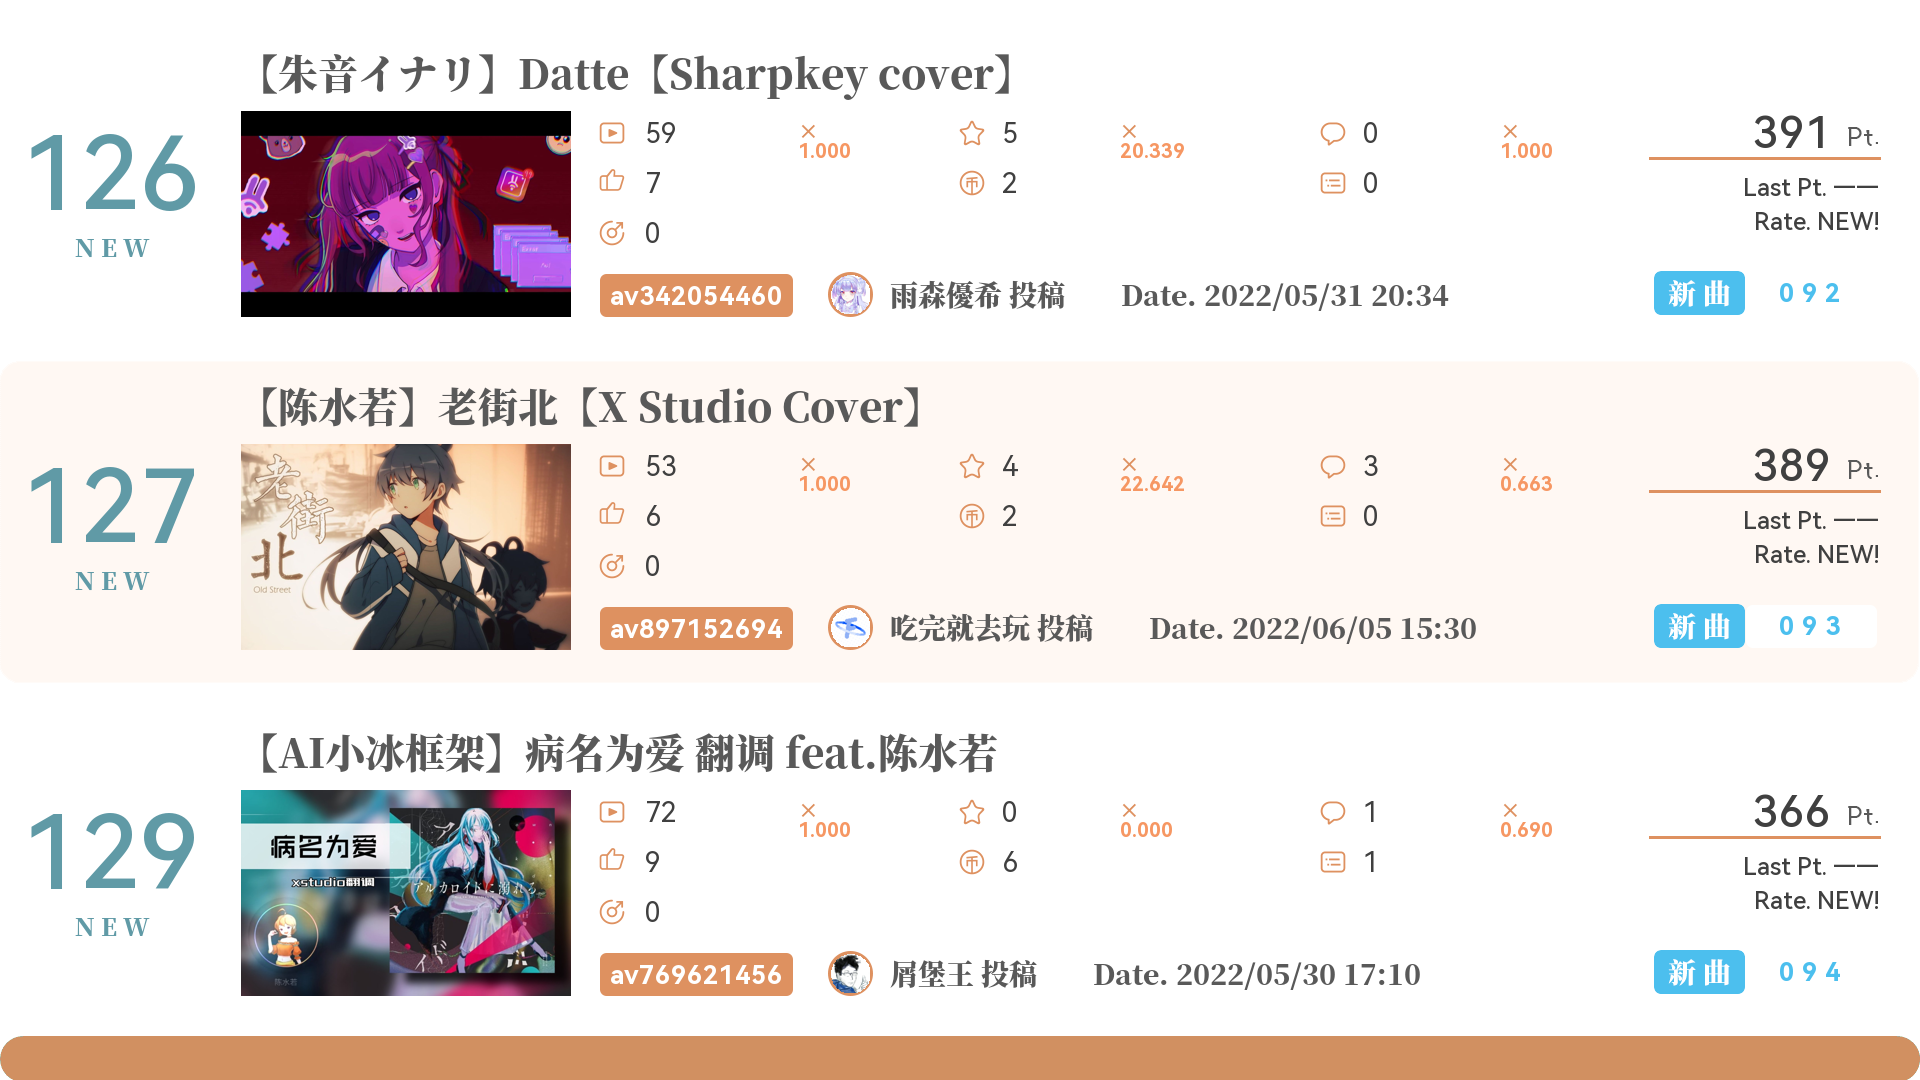 【朱音イナリ】Datte【Sharpkey cover】
126
NEW
59
×
1.000
5
×
20.339
0
×
1.000
391 Pt.
7
2
0
Last Pt. ——
Rate. NEW!
0
av342054460
雨森優希 投稿
Date. 2022/05/31 20:34
新曲
092
【陈水若】老街北【X Studio Cover】
127
NEW
老街北
Old Street
53
×
1.000
4
×
22.642
3
×
0.663
389 Pt.
6
2
0
Last Pt. ——
Rate. NEW!
0
av897152694
吃完就去玩 投稿
Date. 2022/06/05 15:30
新曲
093
【AI小冰框架】病名为爱 翻调 feat.陈水若
129
NEW
病名为爱
xstudio翻调
アルカロイドに溺れる
陈水若
72
×
1.000
0
×
0.000
1
×
0.690
366 Pt.
9
6
1
Last Pt. ——
Rate. NEW!
0
av769621456
屑堡王 投稿
Date. 2022/05/30 17:10
新曲
094